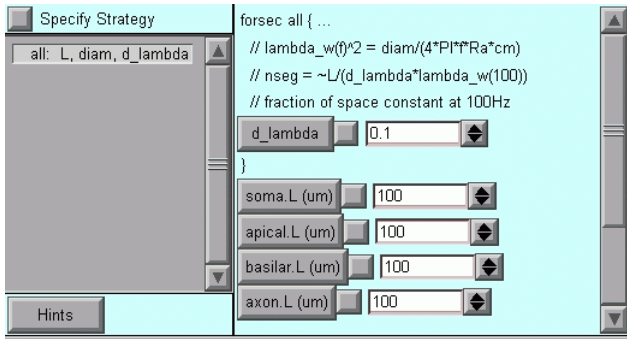 Specify Strategy
all: L, diam, d_lambda
Hints
forsec all { ...
// lambda_w(f)^2 = diam/(4*PI*f*Ra*cm)
// nseg = ~L/(d_lambda*lambda_w(100))
// fraction of space constant at 100Hz
d_lambda 0.1
}
soma.L (um) 100
apical.L (um) 100
basilar.L (um) 100
axon.L (um) 100